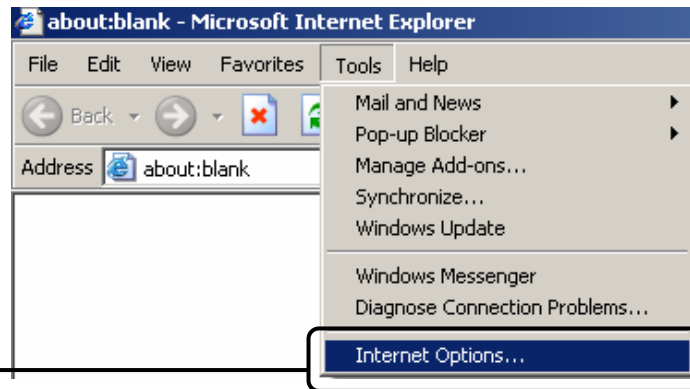 about:blank - Microsoft Internet Explorer
File Edit View Favorites Tools Help
Back
Address about:blank
Mail and News
Pop-up Blocker
Manage Add-ons...
Synchronize...
Windows Update
Windows Messenger
Diagnose Connection Problems...
Internet Options...